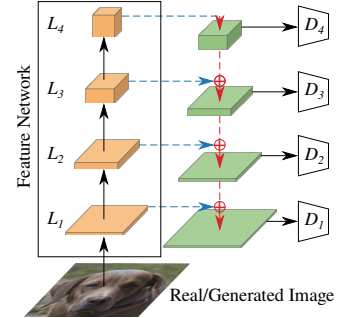 L4
D4
L3
D3
L2
D2
L1
D1
Feature Network
Real/Generated Image